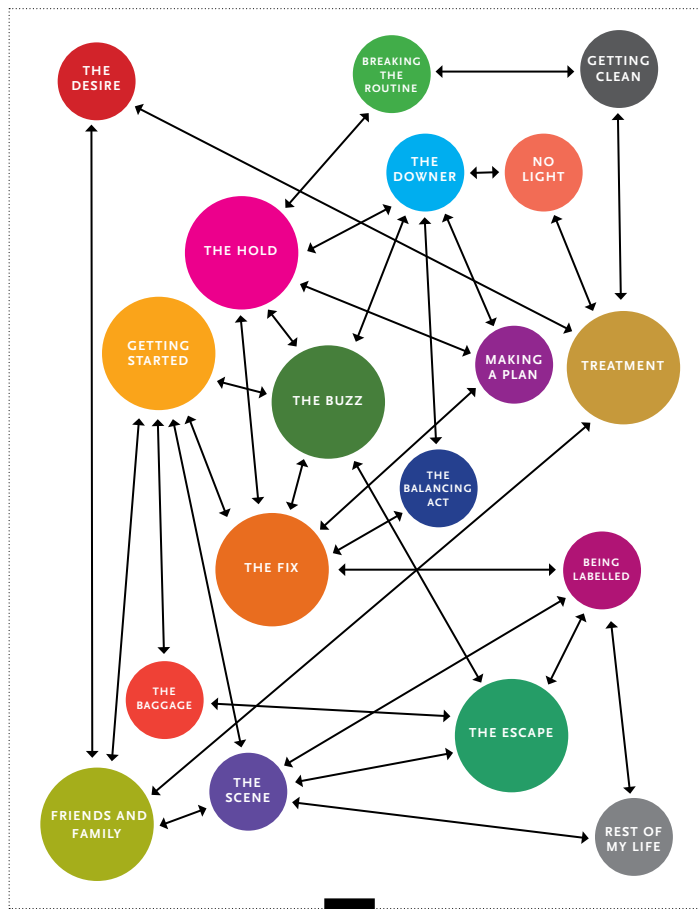 THE
DESIRE
BREAKING
THE
ROUTINE
GETTING
CLEAN
THE
DOWNER
NO
LIGHT
THE HOLD
GETTING
STARTED
THE BUZZ
MAKING
A PLAN
TREATMENT
THE
BALANCING
ACT
THE FIX
BEING
LABELLED
THE
BAGGAGE
THE ESCAPE
THE
SCENE
FRIENDS AND
FAMILY
REST OF
MY LIFE